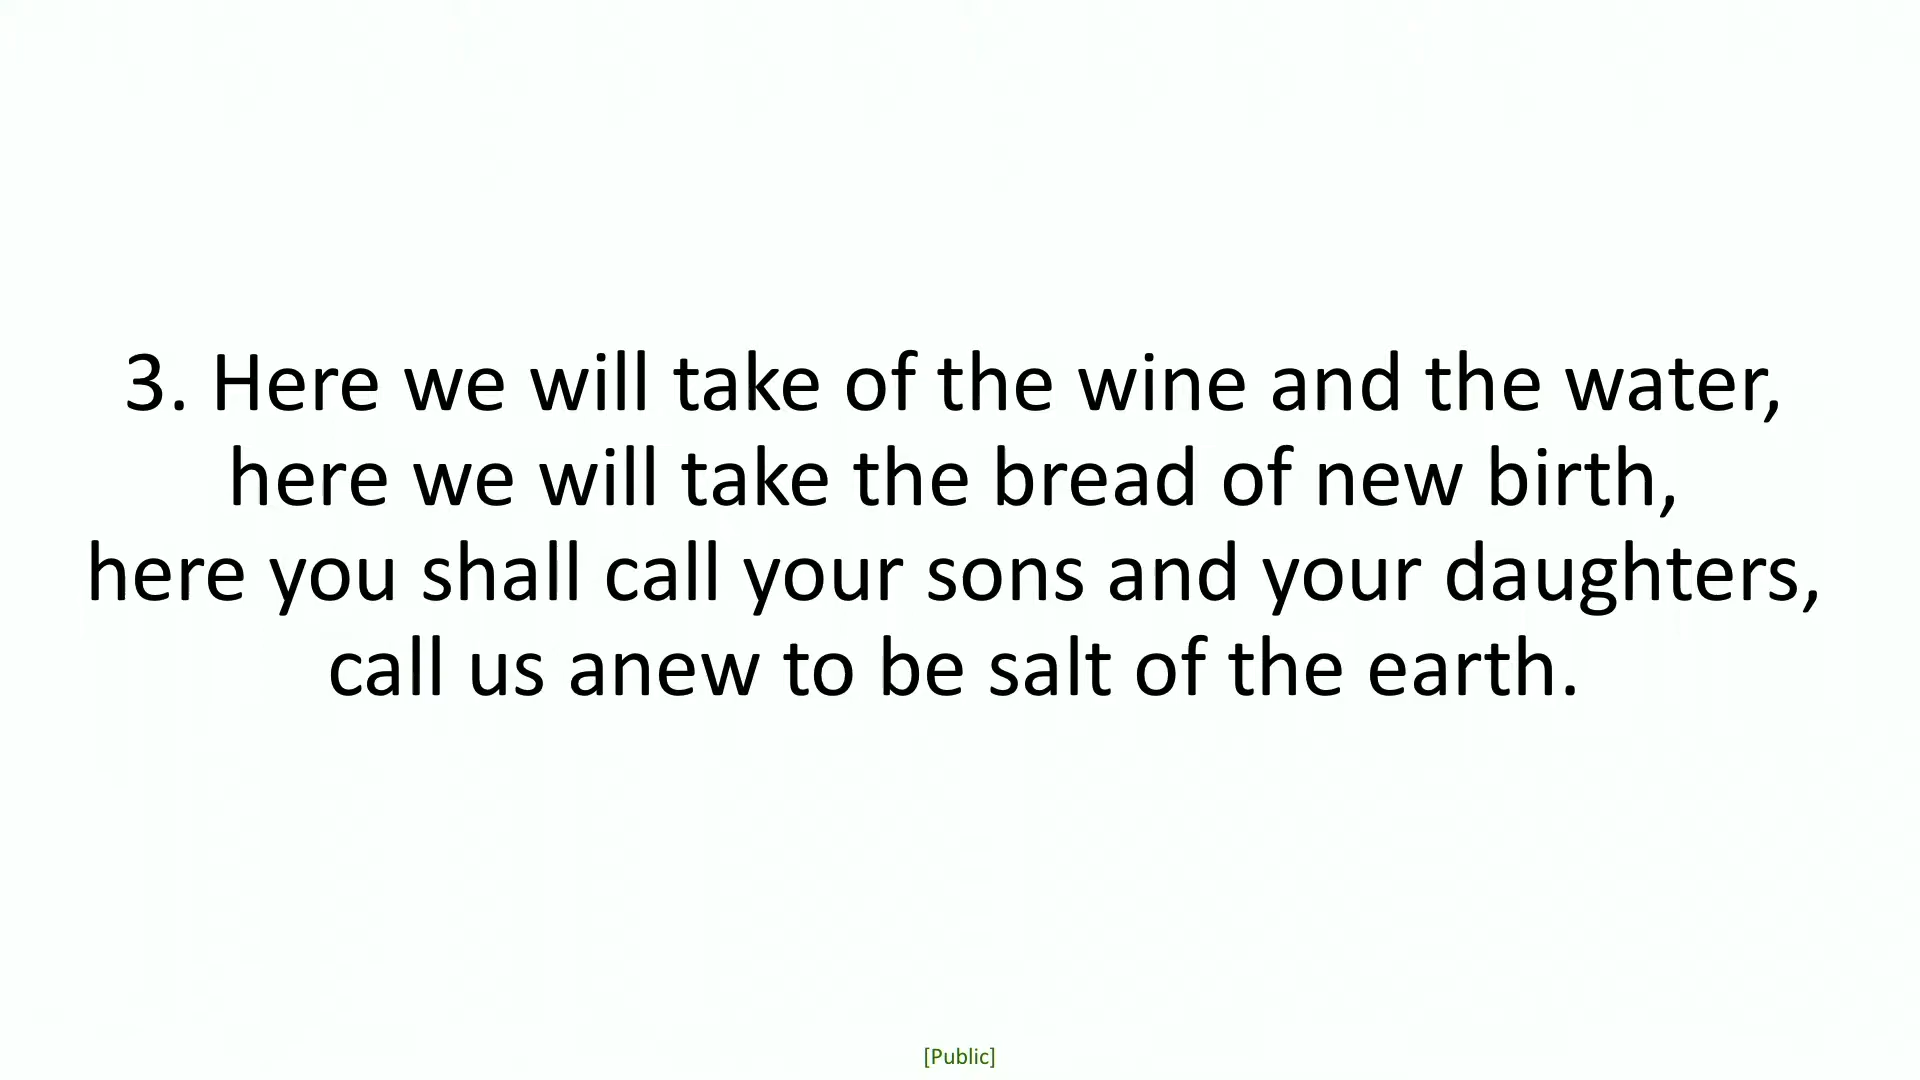 3. Here we will take of the wine and the water,
here we will take the bread of new birth,
here you shall call your sons and your daughters,
call us anew to be salt of the earth.
[Public]